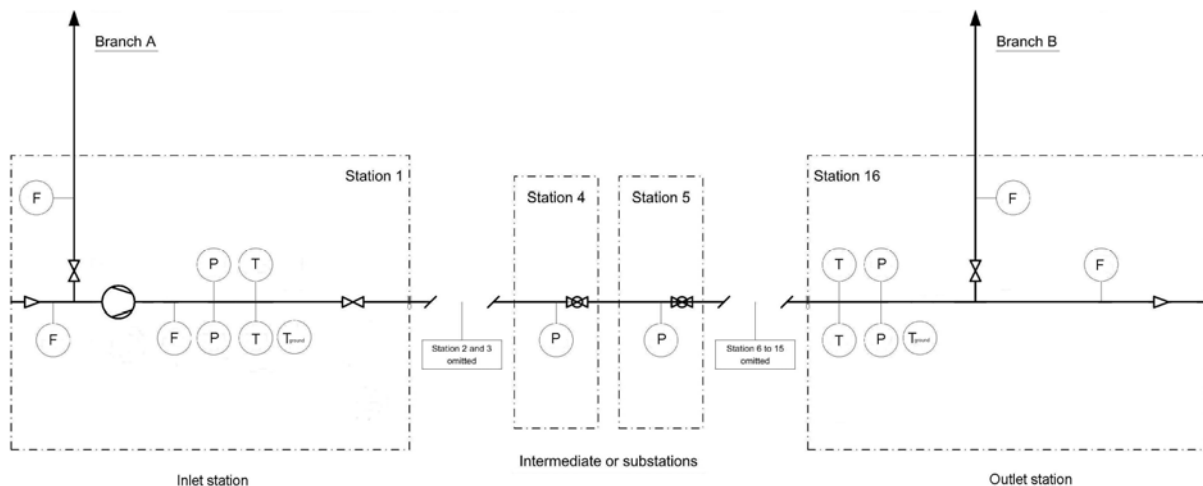 Branch A
Branch B
Station 1
Station 4
Station 5
Station 16
F
F
P
T
T
P
F
F
F
P
T
Tground
P
P
T
P
Tground
Station 2 and 3
omitted
Station 6 to 15
omitted
Inlet station
Intermediate or substations
Outlet station